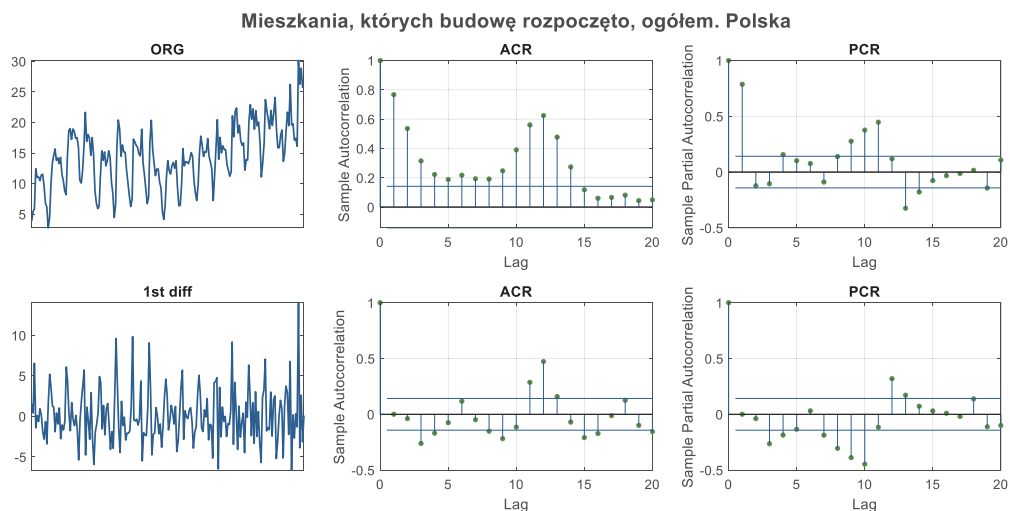 Mieszkania, których budowę rozpoczęto, ogółem. Polska
ORG
30
25
20
15
10
5
ACR
Sample Autocorrelation
1
0.8
0.6
0.4
0.2
0
0 5 10 15 20
Lag
PCR
Sample Partial Autocorrelation
1
0.5
0
-0.5
0 5 10 15 20
Lag
1st diff
10
5
0
-5
ACR
Sample Autocorrelation
1
0.5
0
-0.5
0 5 10 15 20
Lag
PCR
Sample Partial Autocorrelation
1
0.5
0
-0.5
0 5 10 15 20
Lag